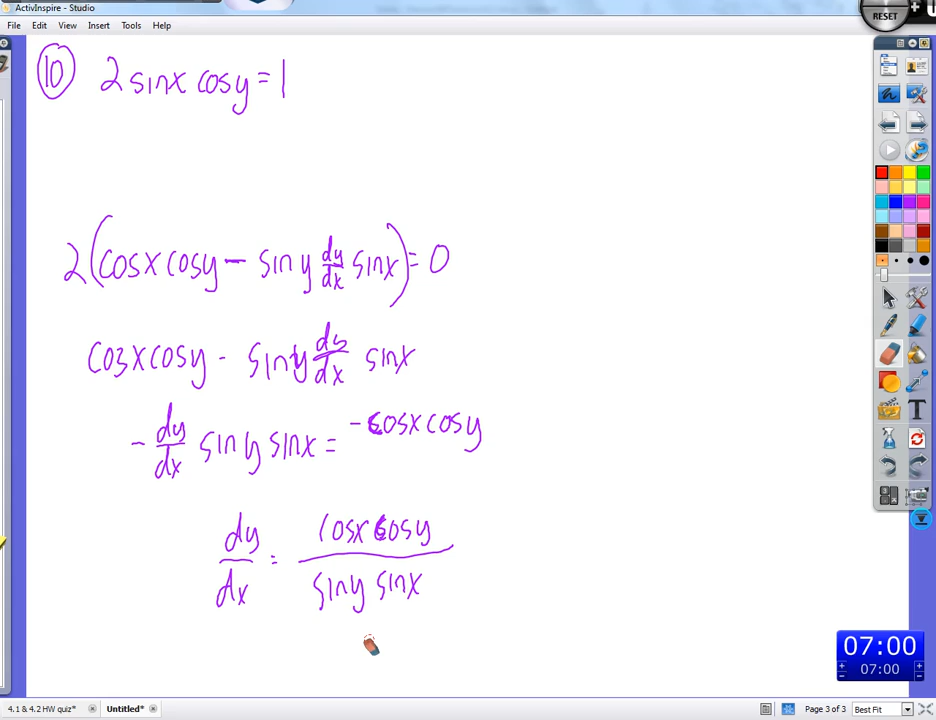 ActivInspire - Studio
RESET
File Edit View Insert Tools Help
⑩ 2 sinx cosy = 1
2(cosx cosy - siny dy/dx sinx) = 0
cosx cosy - siny dy/dx sinx
- dy/dx siny sinx = - cosx cosy
dy/dx = cosx cosy / siny sinx
07:00
07:00
4.1 & 4.2 HW quiz* Untitled*
Page 3 of 3 Best Fit